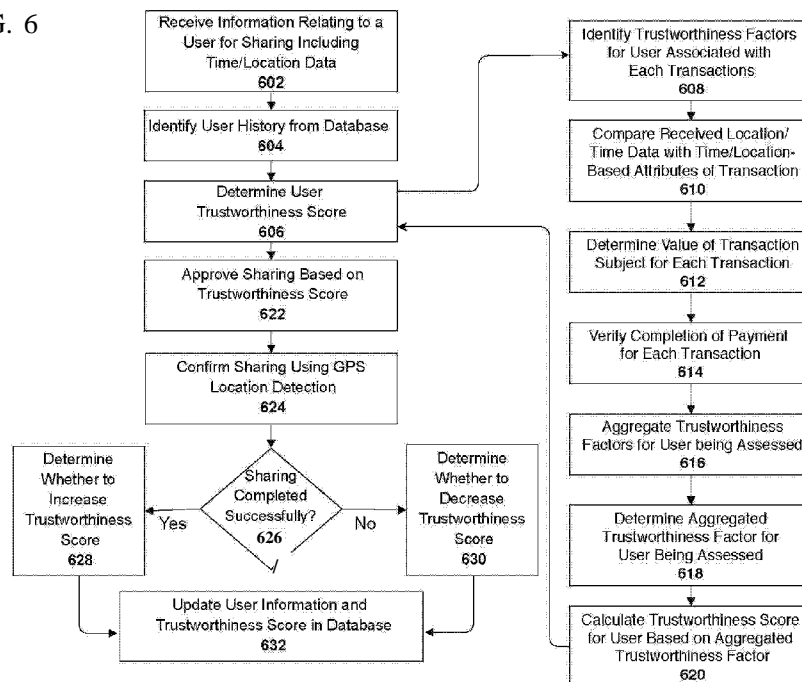 G. 6
Receive Information Relating to a
User for Sharing Including
Time/Location Data
602
Identify User History from Database
604
Determine User
Trustworthiness Score
606
Approve Sharing Based on
Trustworthiness Score
622
Confirm Sharing Using GPS
Location Detection
624
Sharing
Completed
Successfully?
626
Yes
No
Determine
Whether to
Increase
Trustworthiness
Score
628
Determine
Whether to
Decrease
Trustworthiness
Score
630
Update User Information and
Trustworthiness Score in Database
632
Identify Trustworthiness Factors
for User Associated with
Each Transactions
608
Compare Received Location/
Time Data with Time/Location-
Based Attributes of Transaction
610
Determine Value of Transaction
Subject for Each Transaction
612
Verify Completion of Payment
for Each Transaction
614
Aggregate Trustworthiness
Factors for User being Assessed
616
Determine Aggregated
Trustworthiness Factor for
User Being Assessed
618
Calculate Trustworthiness Score
for User Based on Aggregated
Trustworthiness Factor
620